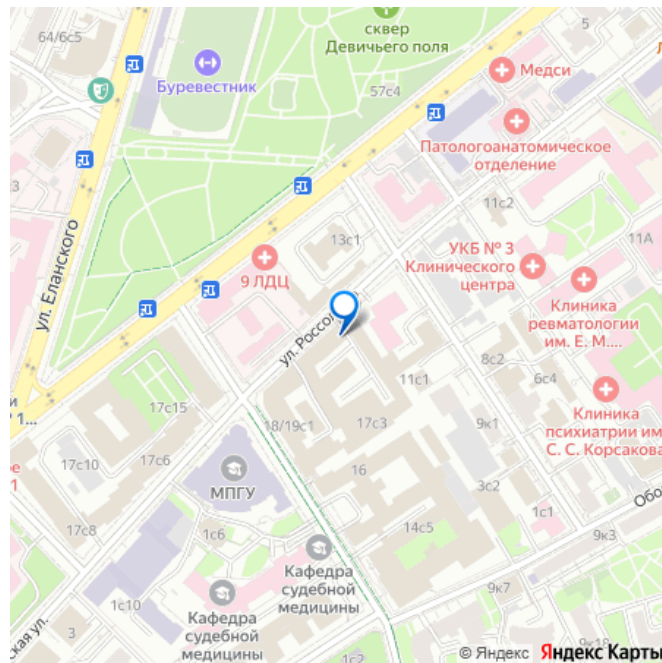 64/6с5
сквер
Девичьего поля
5
Буревестник
Медси
57с4
Патологоанатомическое
отделение
ул. Еланского
11с2
13с1
11А
УКБ № 3
Клинического
центра
9 ЛДЦ
Клиника
ревматологии
им. Е. М....
8с2
6с4
11с1
17с15
18/19с1
17с3
9к1
Клиника
психиатрии им.
С. С. Корсакова
17с10
17с6
16
3с2
МПГУ
1с1
17с8
1с6
14с5
9к3
Кафедра
судебной
медицины
1с10
9к7
Кафедра
судебной
медицины
3
9к18
© Яндекс Яндекс Карты